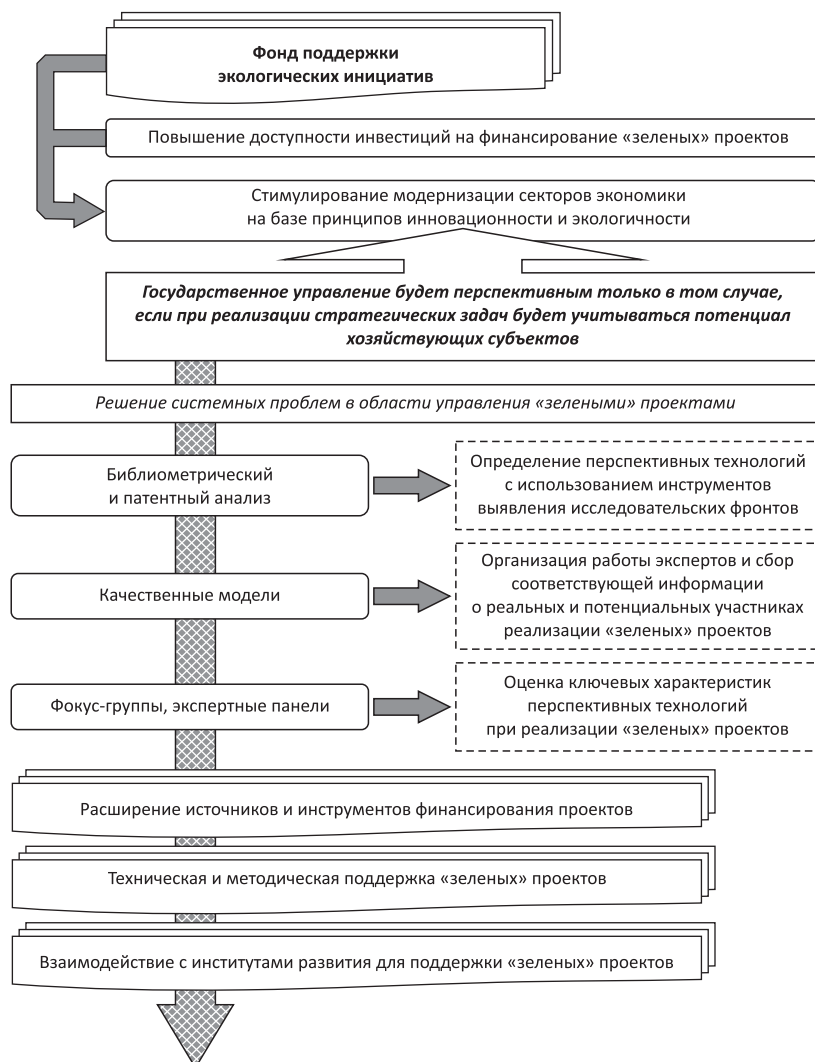 Фонд поддержки
экологических инициатив
Повышение доступности инвестиций на финансирование «зеленых» проектов
Стимулирование модернизации секторов экономики
на базе принципов инновационности и экологичности
Государственное управление будет перспективным только в том случае,
если при реализации стратегических задач будет учитываться потенциал
хозяйствующих субъектов
Решение системных проблем в области управления «зелеными» проектами
Библиометрический
и патентный анализ
Определение перспективных технологий
с использованием инструментов
выявления исследовательских фронтов
Качественные модели
Организация работы экспертов и сбор
соответствующей информации
о реальных и потенциальных участниках
реализации «зеленых» проектов
Фокус-группы, экспертные панели
Оценка ключевых характеристик
перспективных технологий
при реализации «зеленых» проектов
Расширение источников и инструментов финансирования проектов
Техническая и методическая поддержка «зеленых» проектов
Взаимодействие с институтами развития для поддержки «зеленых» проектов